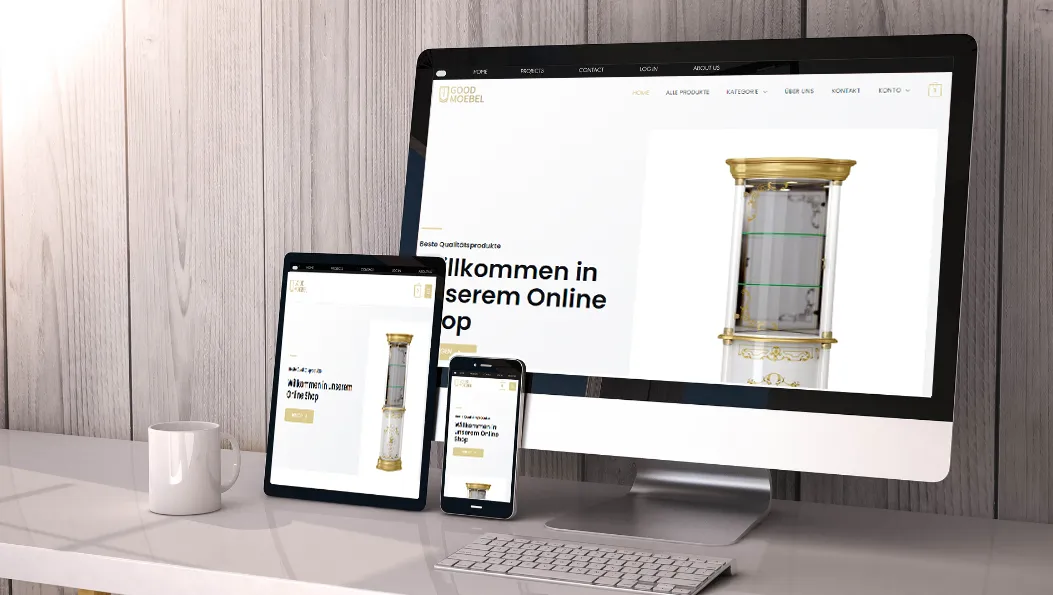 HOME PROJECTS CONTACT LOG IN ABOUT US
GOOD
MOEBEL
HOME ALLE PRODUKTE KATEGORIE ÜBER UNS KONTAKT KONTO
Beste Qualitätsprodukte
illkommen in
serem Online
op
Willkommen in unserem
Online Shop
Willkommen in
unserem Online
Shop